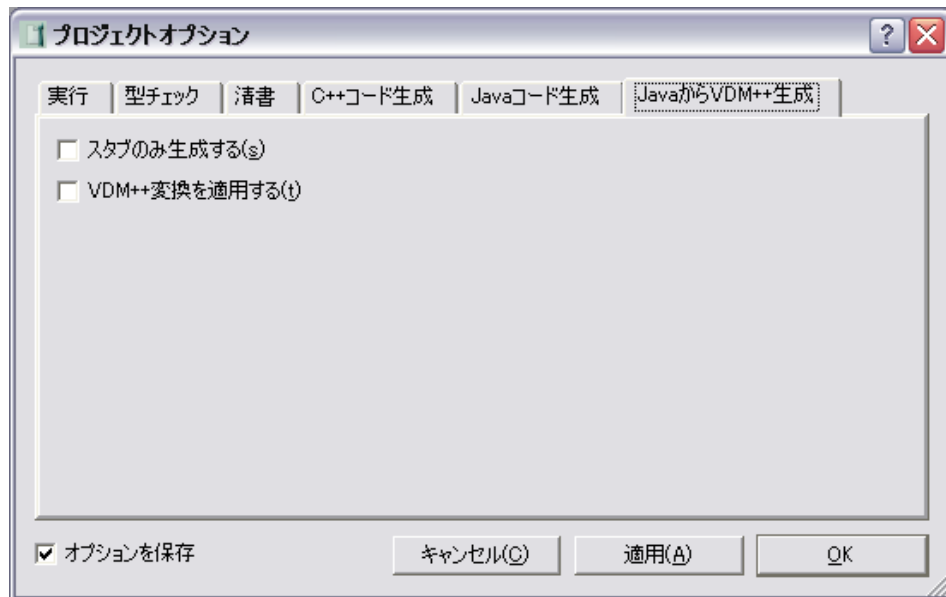 プロジェクトオプション
実行 型チェック 清書 C++コード生成 Javaコード生成 JavaからVDM++生成
スタブのみ生成する(s)
VDM++変換を適用する(t)
オプションを保存 キャンセル(C) 適用(A) OK